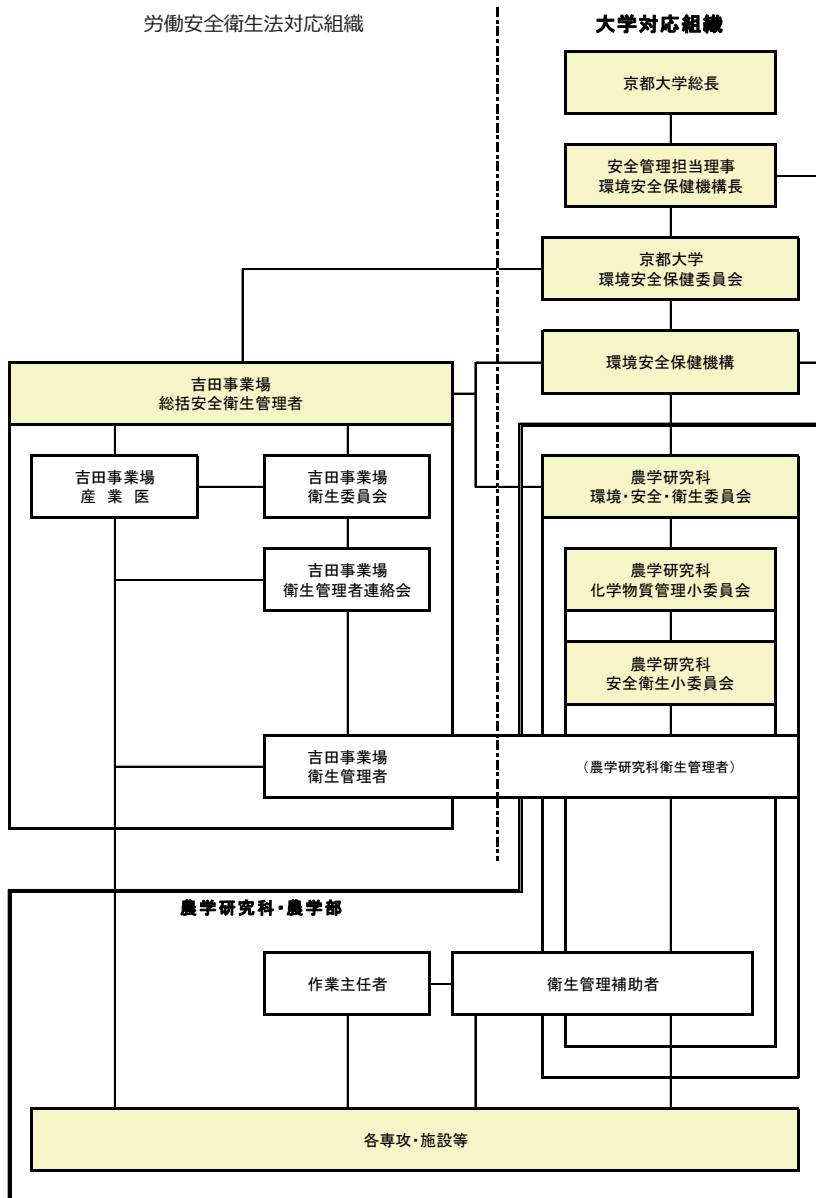 労働安全衛生法対応組織
大学対応組織
京都大学総長
安全管理担当理事
環境安全保健機構長
京都大学
環境安全保健委員会
環境安全保健機構
吉田事業場
総括安全衛生管理者
吉田事業場
産 業 医
吉田事業場
衛生委員会
農学研究科
環境・安全・衛生委員会
吉田事業場
衛生管理者連絡会
農学研究科
化学物質管理小委員会
農学研究科
安全衛生小委員会
吉田事業場
衛生管理者
（農学研究科衛生管理者）
農学研究科・農学部
作業主任者
衛生管理補助者
各専攻・施設等